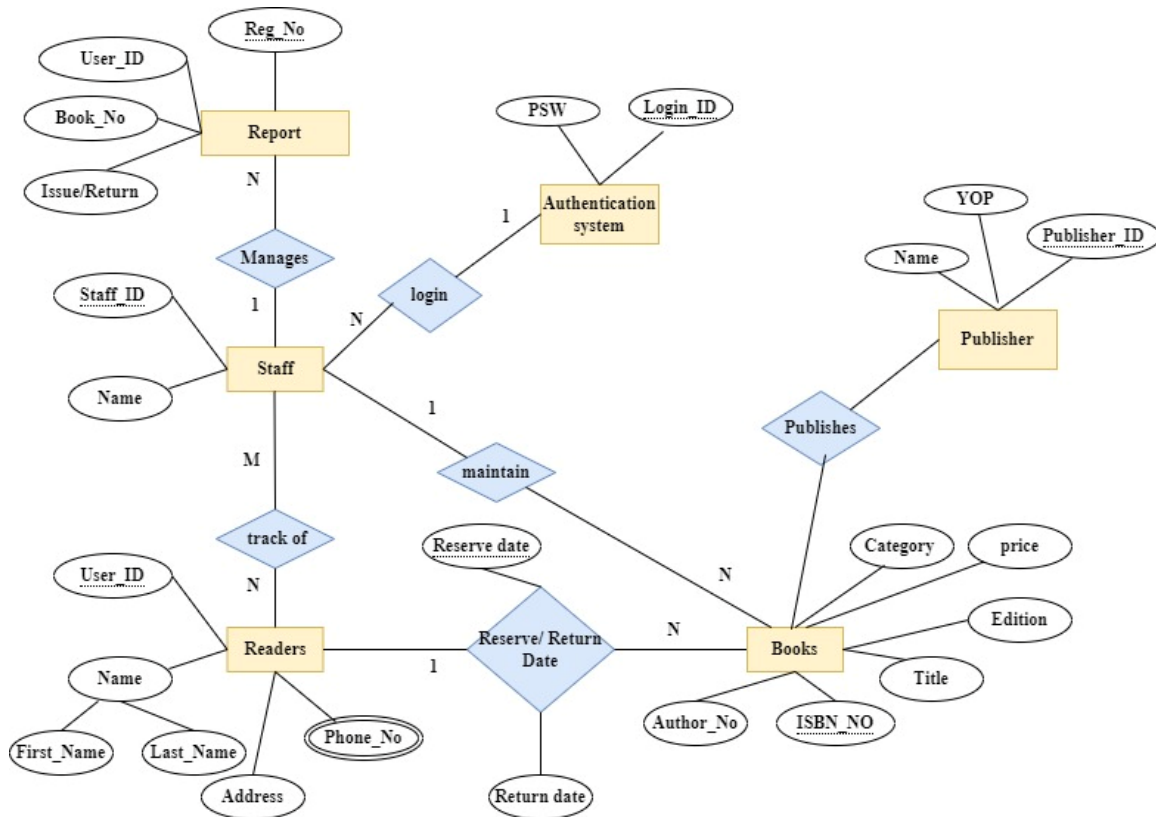 Reg_No
User_ID
Book_No
Report
Issue/Return
N
Manages
1
PSW
Login_ID
Authentication
system
1
login
N
YOP
Name
Publisher_ID
Publisher
Publishes
Staff_ID
Name
Staff
1
maintain
N
M
track of
N
User_ID
Readers
Name
First_Name
Last_Name
Phone_No
Address
1
Reserve date
Reserve/ Return
Date
Return date
N
Category
price
Edition
Books
Title
Author_No
ISBN_NO